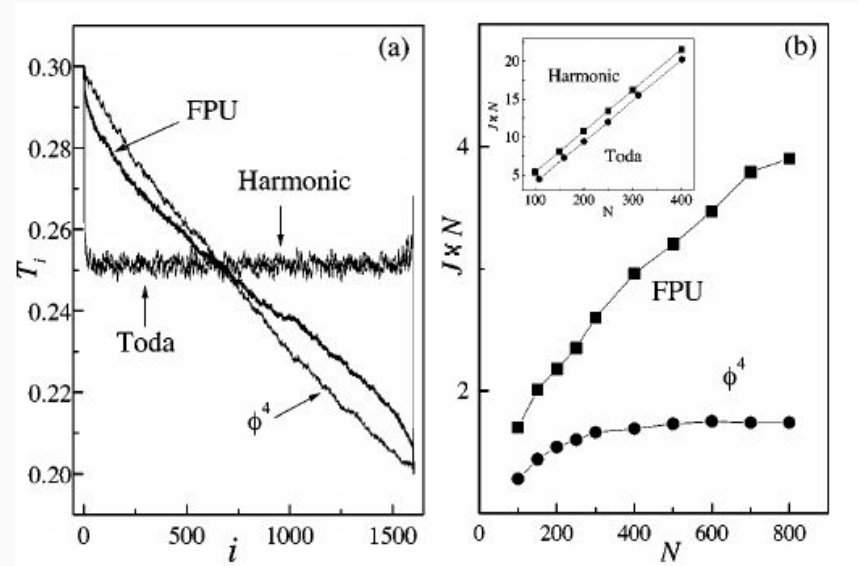 (a)
0.30
0.28
0.26
0.24
0.22
0.20
T_i
FPU
Harmonic
Toda
ϕ⁴
0 500 1000 1500
i
(b)
4
2
J×N
FPU
ϕ⁴
0 200 400 600 800
N
20
15
10
5
J×N
Harmonic
Toda
100 200 300 400
N